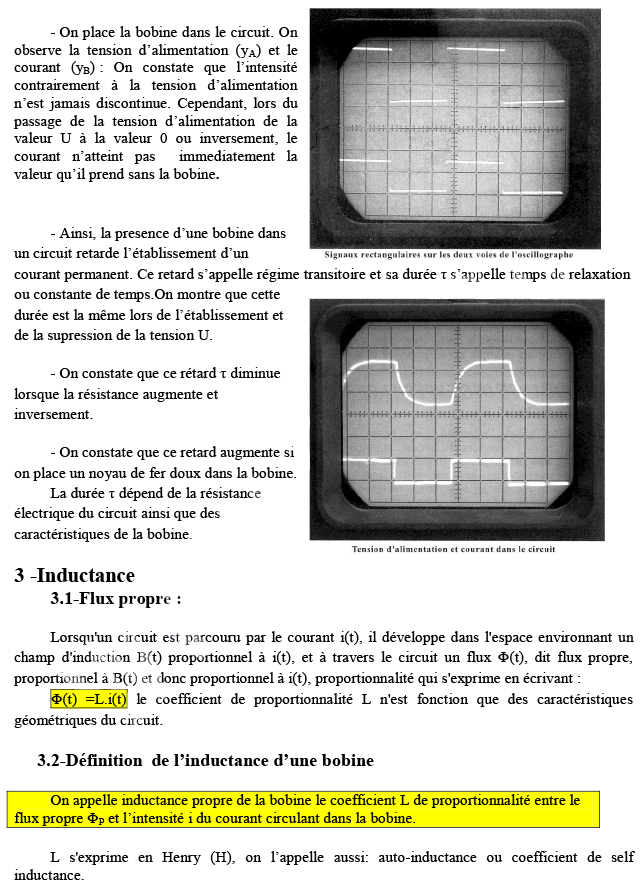 - On place la bobine dans le circuit. On
observe la tension d'alimentation (yA) et le
courant (yB) : On constate que l'intensité
contrairement à la tension d'alimentation
n'est jamais discontinue. Cependant, lors du
passage de la tension d'alimentation de la
valeur U à la valeur 0 ou inversement, le
courant n'atteint pas immediatement la
valeur qu'il prend sans la bobine.
Signaux rectangulaires sur les deux voies de l'oscillographe
- Ainsi, la presence d'une bobine dans
un circuit retarde l'établissement d'un
courant permanent. Ce retard s'appelle régime transitoire et sa durée τ s'appelle temps de relaxation
ou constante de temps.On montre que cette
durée est la même lors de l'établissement et
de la supression de la tension U.
- On constate que ce rétard τ diminue
lorsque la résistance augmente et
inversement.
- On constate que ce retard augmente si
on place un noyau de fer doux dans la bobine.
La durée τ dépend de la résistance
électrique du circuit ainsi que des
caractéristiques de la bobine.
Tension d'alimentation et courant dans le circuit
3 -Inductance
3.1-Flux propre :
Lorsqu'un circuit est parcouru par le courant i(t), il développe dans l'espace environnant un
champ d'induction B(t) proportionnel à i(t), et à travers le circuit un flux Φ(t), dit flux propre,
proportionnel à B(t) et donc proportionnel à i(t), proportionnalité qui s'exprime en écrivant :
Φ(t) =L.i(t) le coefficient de proportionnalité L n'est fonction que des caractéristiques
géométriques du circuit.
3.2-Définition de l'inductance d'une bobine
On appelle inductance propre de la bobine le coefficient L de proportionnalité entre le
flux propre ΦP et l'intensité i du courant circulant dans la bobine.
L s'exprime en Henry (H), on l'appelle aussi: auto-inductance ou coefficient de self
inductance.